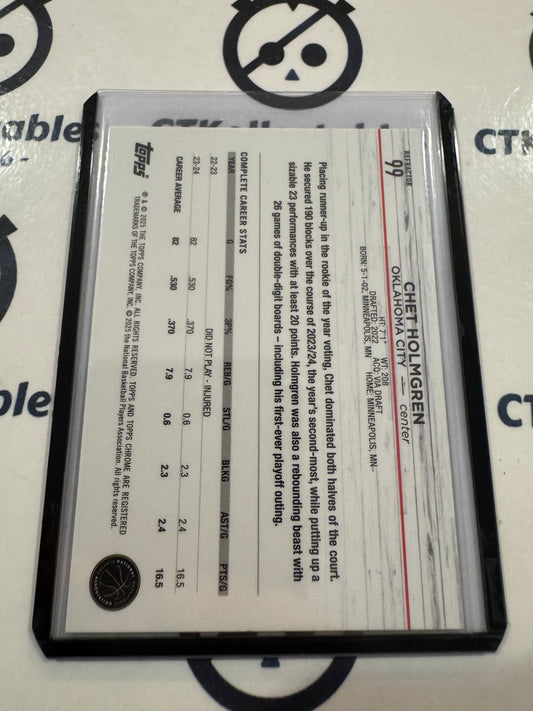 CTKollectables
ables
CTK
REFRACTOR
99
CHET HOLMGREN
OKLAHOMA CITY — center
HT: 7'1" WT: 208
DRAFTED: 2022 ACQ: VIA DRAFT
BORN: 5-1-02, MINNEAPOLIS, MN HOME: MINNEAPOLIS, MN
Placing runner-up in the rookie of the year voting, Chet dominated both halves of the court.
He secured 190 blocks over the course of 2023/24, the year's second-most, while putting up a
sizable 23 performances with at least 20 points. Holmgren was also a rebounding beast with
26 games of double-digit boards – including his first-ever playoff outing.
COMPLETE CAREER STATS
YEAR G FG% 3P% REB/G STL/G BLKG AST/G PTS/G
22-23 DID NOT PLAY - INJURED
23-24 82 .530 .370 7.9 0.6 2.3 2.4 16.5
CAREER AVERAGE 82 .530 .370 7.9 0.6 2.3 2.4 16.5
topps
® & © 2025 THE TOPPS COMPANY, INC. ALL RIGHTS RESERVED. TOPPS AND TOPPS CHROME ARE REGISTERED
TRADEMARKS OF THE TOPPS COMPANY, INC. © 2025 the National Basketball Players Association. All rights reserved.